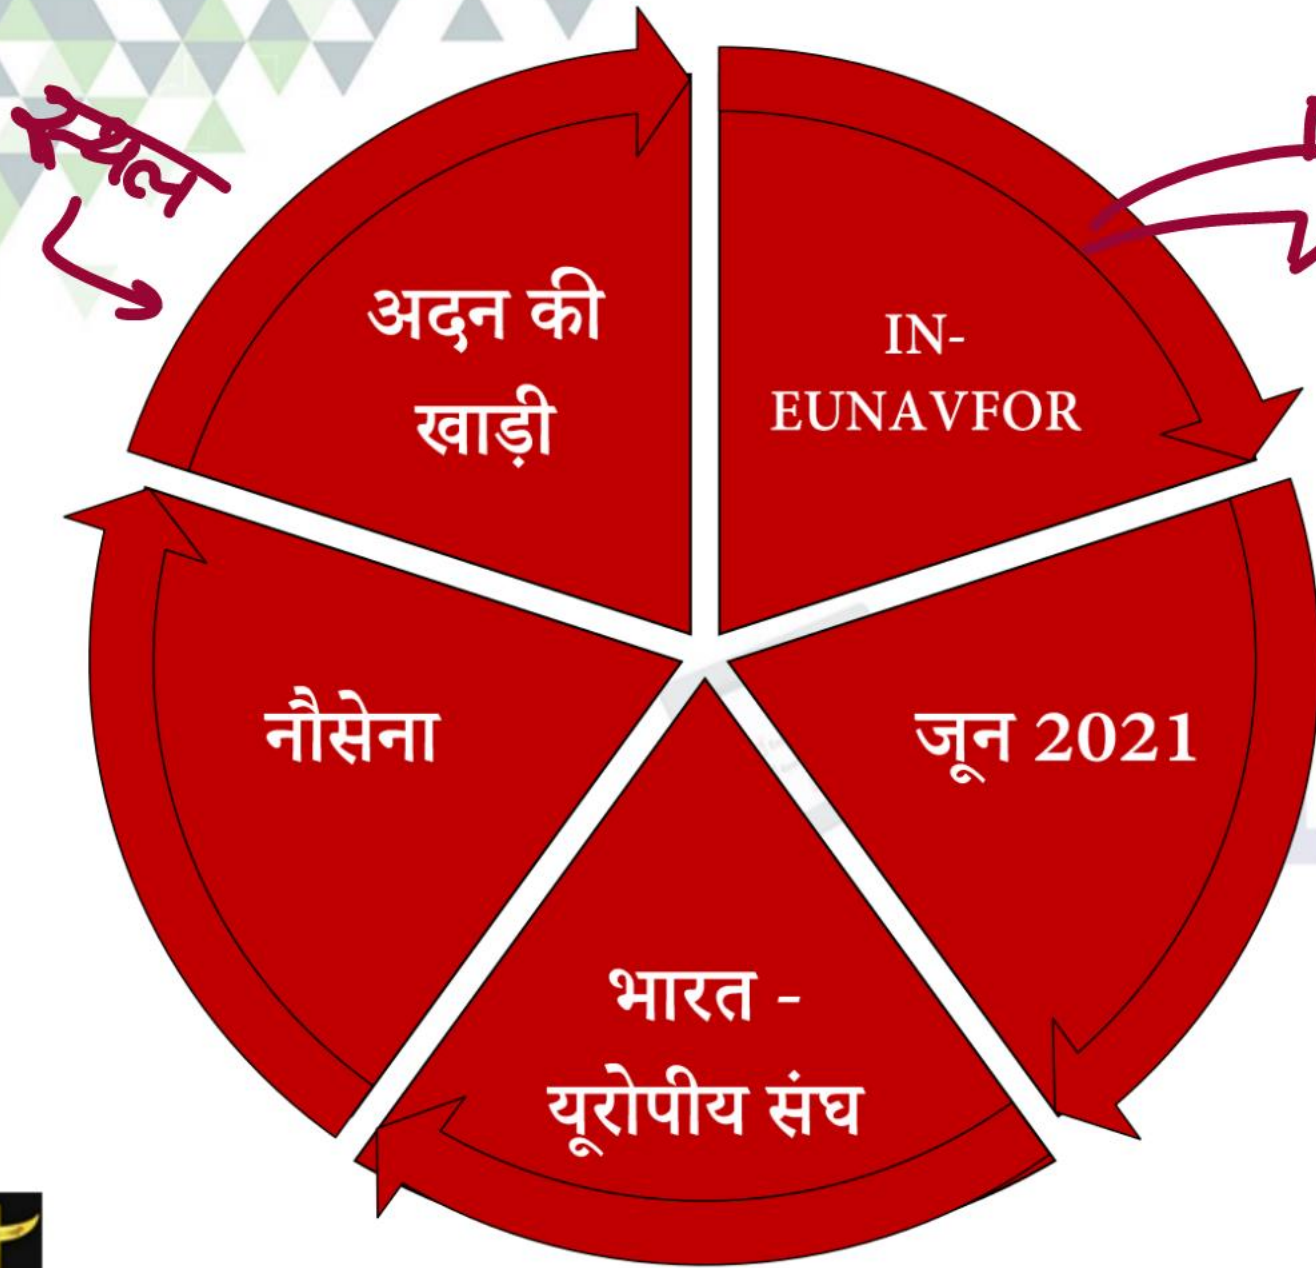 स्थल
IN-
EUNAVFOR
जून 2021
भारत -
यूरोपीय संघ
नौसेना
अदन की
खाड़ी